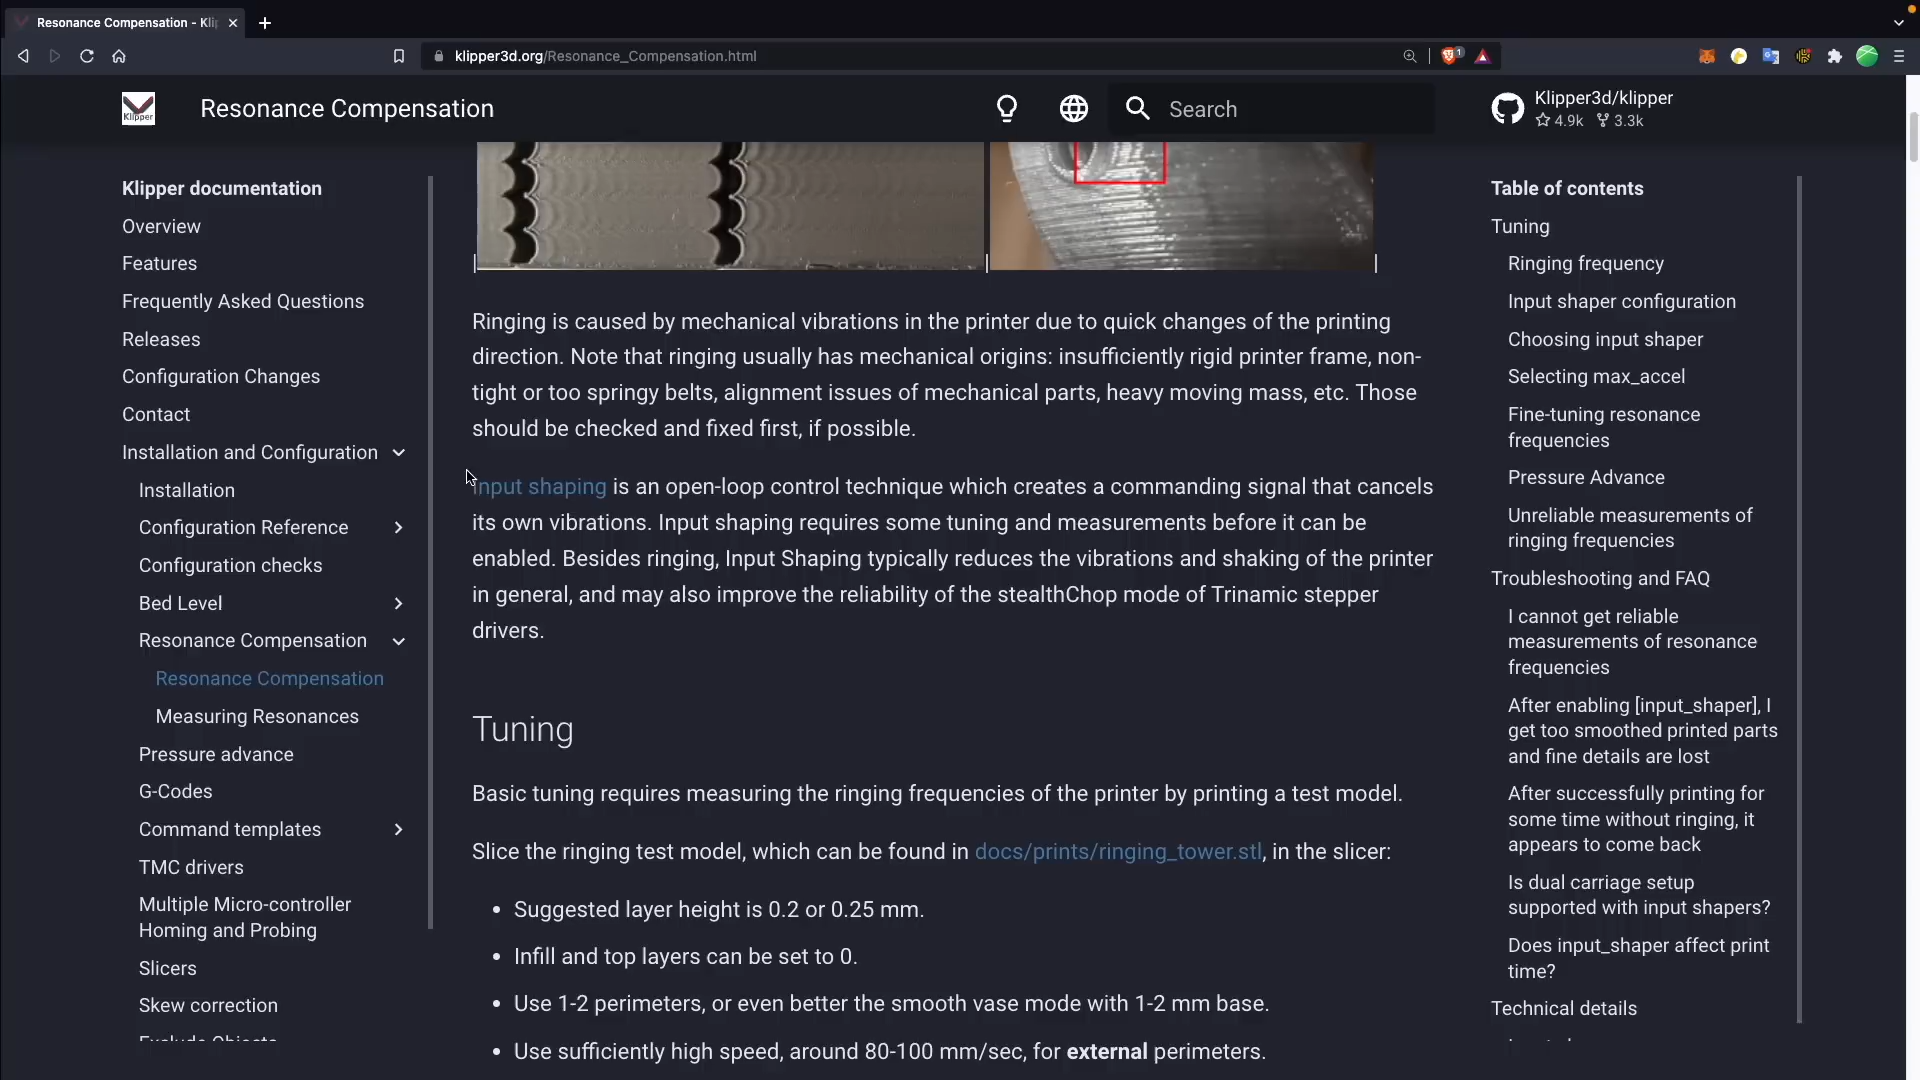 Resonance Compensation - Kli
klipper3d.org/Resonance_Compensation.html
1
Klipper
Resonance Compensation
Search
Klipper3d/klipper
4.9k 3.3k
Klipper documentation
Overview
Features
Frequently Asked Questions
Releases
Configuration Changes
Contact
Installation and Configuration
Installation
Configuration Reference
Configuration checks
Bed Level
Resonance Compensation
Resonance Compensation
Measuring Resonances
Pressure advance
G-Codes
Command templates
TMC drivers
Multiple Micro-controller
Homing and Probing
Slicers
Skew correction
Exclude Objects
| | |
Ringing is caused by mechanical vibrations in the printer due to quick changes of the printing
direction. Note that ringing usually has mechanical origins: insufficiently rigid printer frame, non-
tight or too springy belts, alignment issues of mechanical parts, heavy moving mass, etc. Those
should be checked and fixed first, if possible.
Input shaping is an open-loop control technique which creates a commanding signal that cancels
its own vibrations. Input shaping requires some tuning and measurements before it can be
enabled. Besides ringing, Input Shaping typically reduces the vibrations and shaking of the printer
in general, and may also improve the reliability of the stealthChop mode of Trinamic stepper
drivers.
Tuning
Basic tuning requires measuring the ringing frequencies of the printer by printing a test model.
Slice the ringing test model, which can be found in docs/prints/ringing_tower.stl, in the slicer:
• Suggested layer height is 0.2 or 0.25 mm.
• Infill and top layers can be set to 0.
• Use 1-2 perimeters, or even better the smooth vase mode with 1-2 mm base.
• Use sufficiently high speed, around 80-100 mm/sec, for external perimeters.
Table of contents
Tuning
Ringing frequency
Input shaper configuration
Choosing input shaper
Selecting max_accel
Fine-tuning resonance
frequencies
Pressure Advance
Unreliable measurements of
ringing frequencies
Troubleshooting and FAQ
I cannot get reliable
measurements of resonance
frequencies
After enabling [input_shaper], I
get too smoothed printed parts
and fine details are lost
After successfully printing for
some time without ringing, it
appears to come back
Is dual carriage setup
supported with input shapers?
Does input_shaper affect print
time?
Technical details